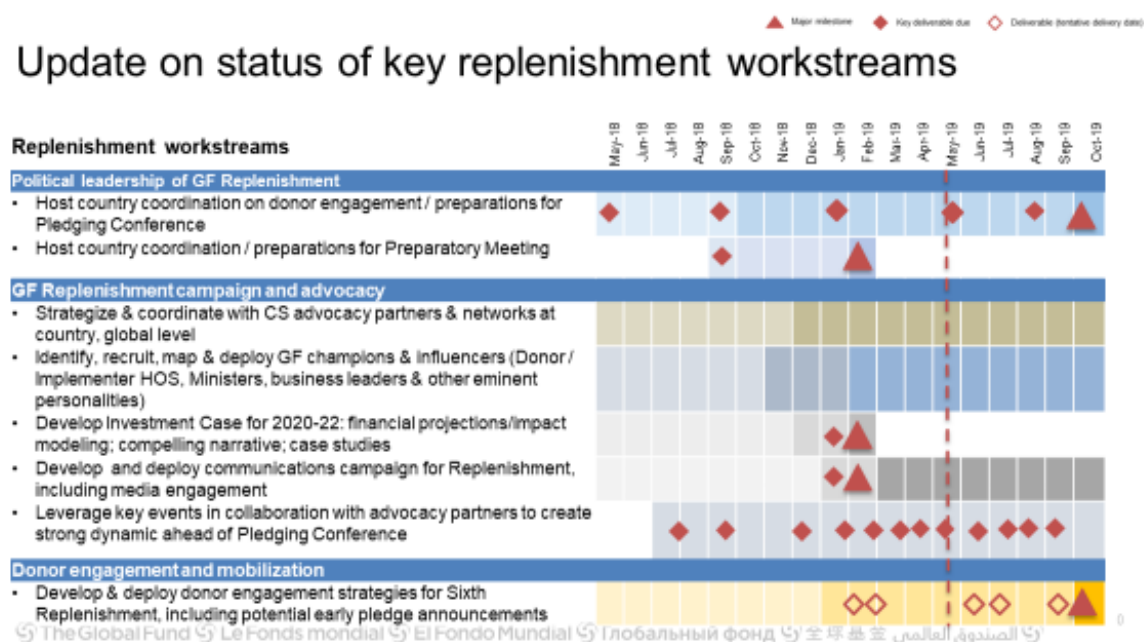 Major milestone
Key deliverable due
Deliverable (tentative delivery date)
Update on status of key replenishment workstreams
Replenishment workstreams
May-18
Jun-18
Jul-18
Aug-18
Sep-18
Oct-18
Nov-18
Dec-18
Jan-19
Feb-19
Mar-19
Apr-19
May-19
Jun-19
Jul-19
Aug-19
Sep-19
Oct-19
Political leadership of GF Replenishment
• Host country coordination on donor engagement / preparations for
Pledging Conference
• Host country coordination / preparations for Preparatory Meeting
GF Replenishment campaign and advocacy
• Strategize & coordinate with CS advocacy partners & networks at
country, global level
• Identify, recruit, map & deploy GF champions & influencers (Donor /
Implementer HOS, Ministers, business leaders & other eminent
personalities)
• Develop Investment Case for 2020-22: financial projections/impact
modeling; compelling narrative; case studies
• Develop and deploy communications campaign for Replenishment,
including media engagement
• Leverage key events in collaboration with advocacy partners to create
strong dynamic ahead of Pledging Conference
Donor engagement and mobilization
• Develop & deploy donor engagement strategies for Sixth
Replenishment, including potential early pledge announcements
The Global Fund Le Fonds mondial El Fondo Mundial Глобальный фонд 全球基金 الصندوق العالمي
0